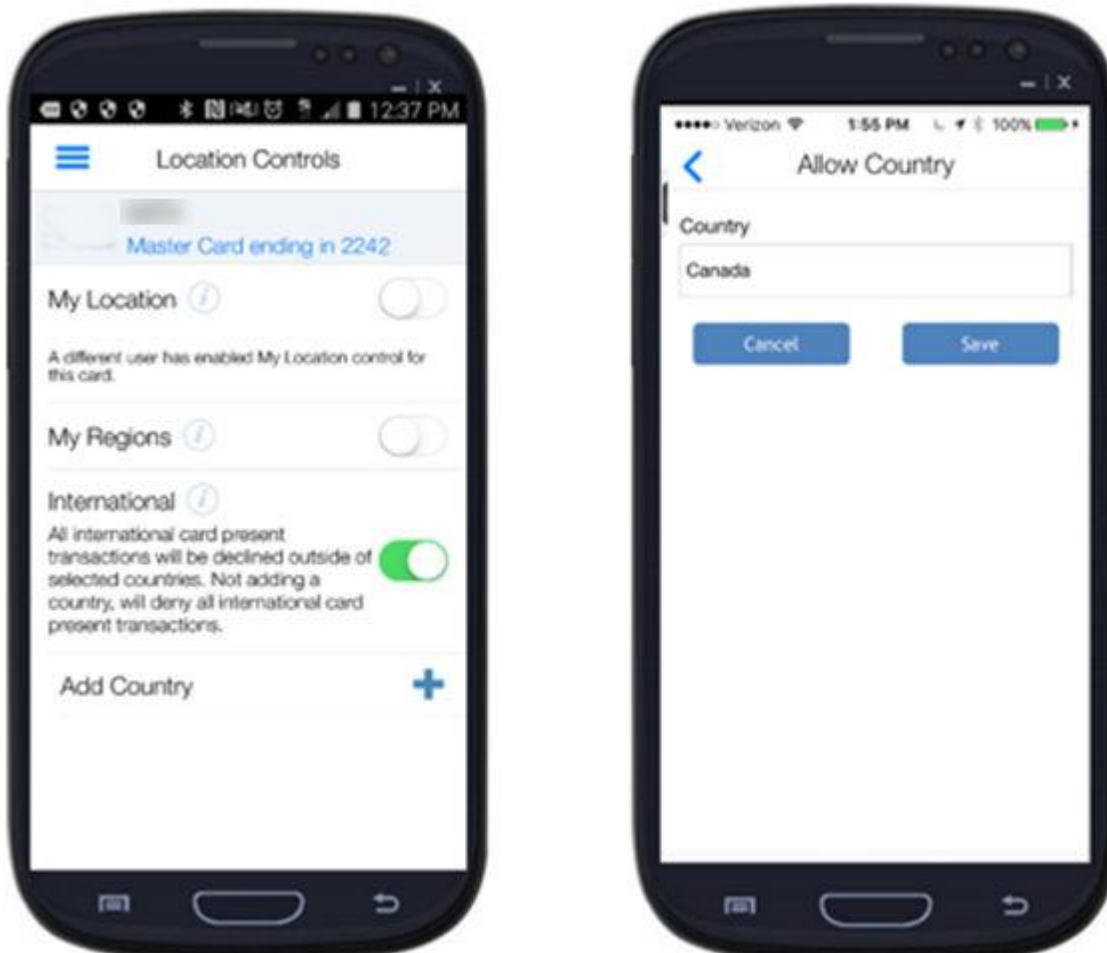 12:37 PM
Location Controls
Master Card ending in 2242
My Location
A different user has enabled My Location control for
this card.
My Regions
International
All international card present
transactions will be declined outside of
selected countries. Not adding a
country, will deny all international card
present transactions.
Add Country
Verizon 1:55 PM 100%
Allow Country
Country
Canada
Cancel Save